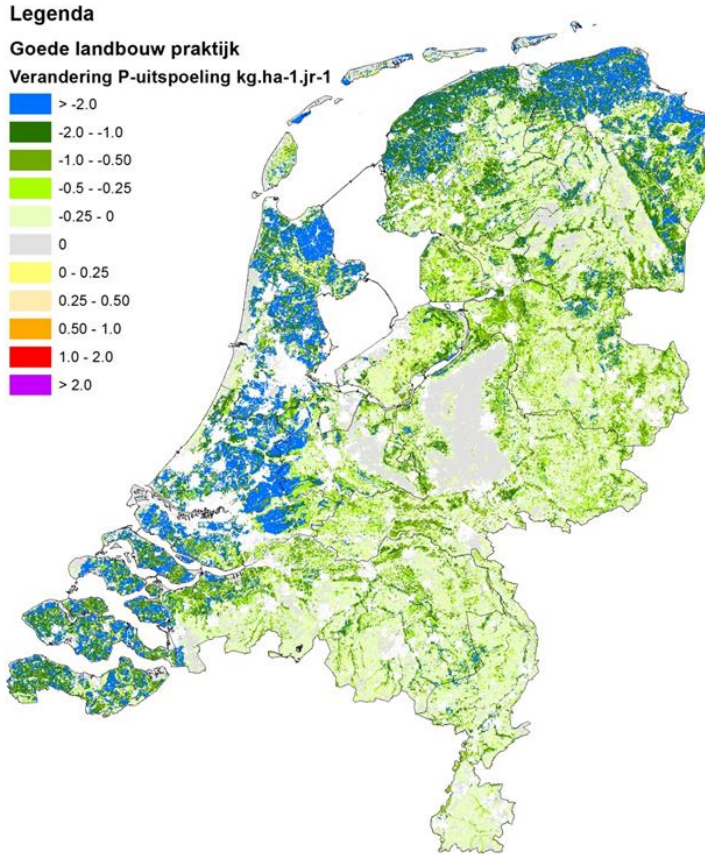 Legenda
Goede landbouw praktijk
Verandering P-uitspoeling kg.ha-1.jr-1
> -2.0
-2.0 - -1.0
-1.0 - -0.50
-0.5 - -0.25
-0.25 - 0
0
0 - 0.25
0.25 - 0.50
0.50 - 1.0
1.0 - 2.0
> 2.0